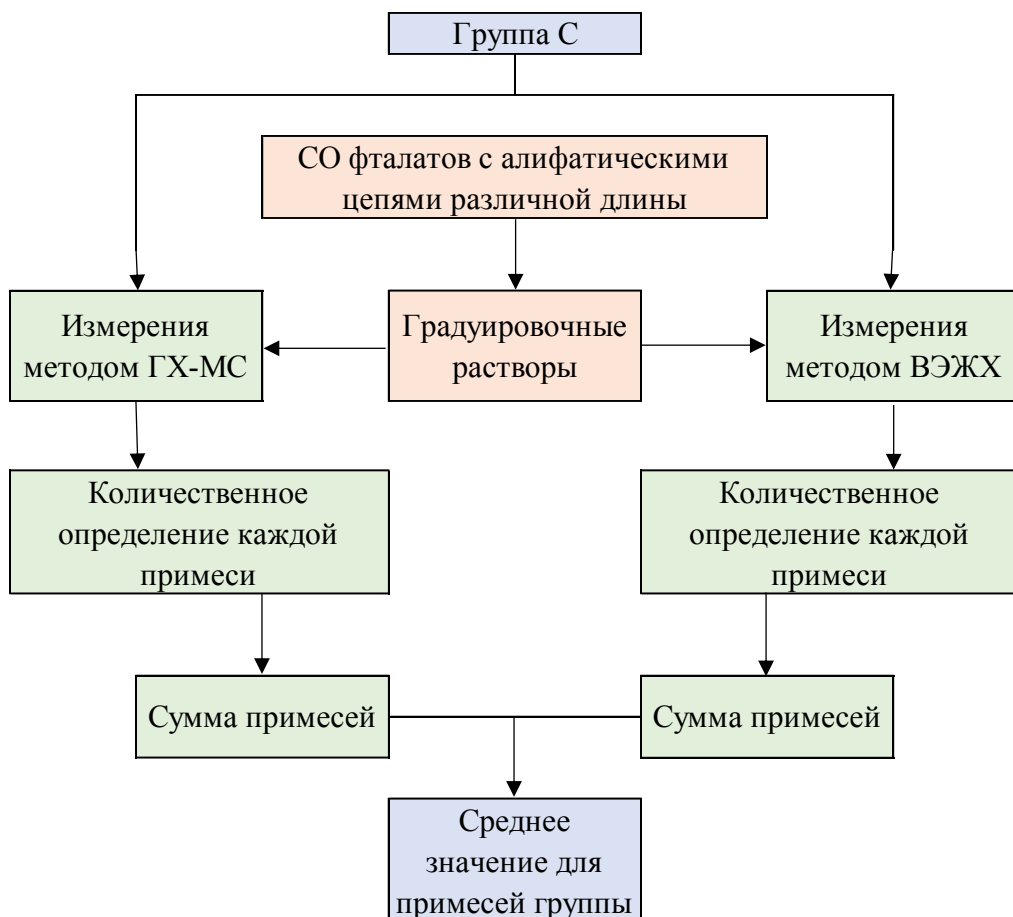 Группа С
СО фталатов с алифатическими
цепями различной длины
Измерения
методом ГХ-МС
Градуировочные
растворы
Измерения
методом ВЭЖХ
Количественное
определение каждой
примеси
Количественное
определение каждой
примеси
Сумма примесей
Сумма примесей
Среднее
значение для
примесей группы